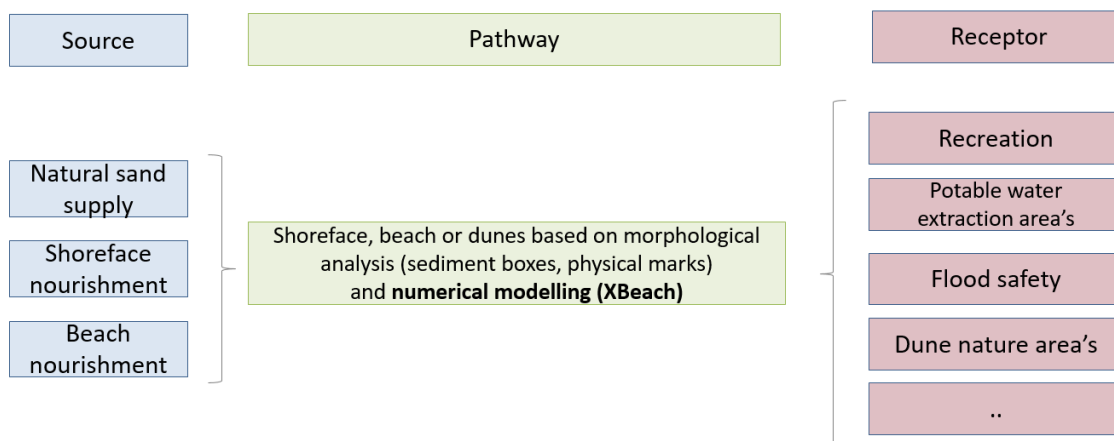 Source
Pathway
Receptor
Natural sand
supply
Shoreface
nourishment
Beach
nourishment
Shoreface, beach or dunes based on morphological
analysis (sediment boxes, physical marks)
and numerical modelling (XBeach)
Recreation
Potable water
extraction area's
Flood safety
Dune nature area's
..